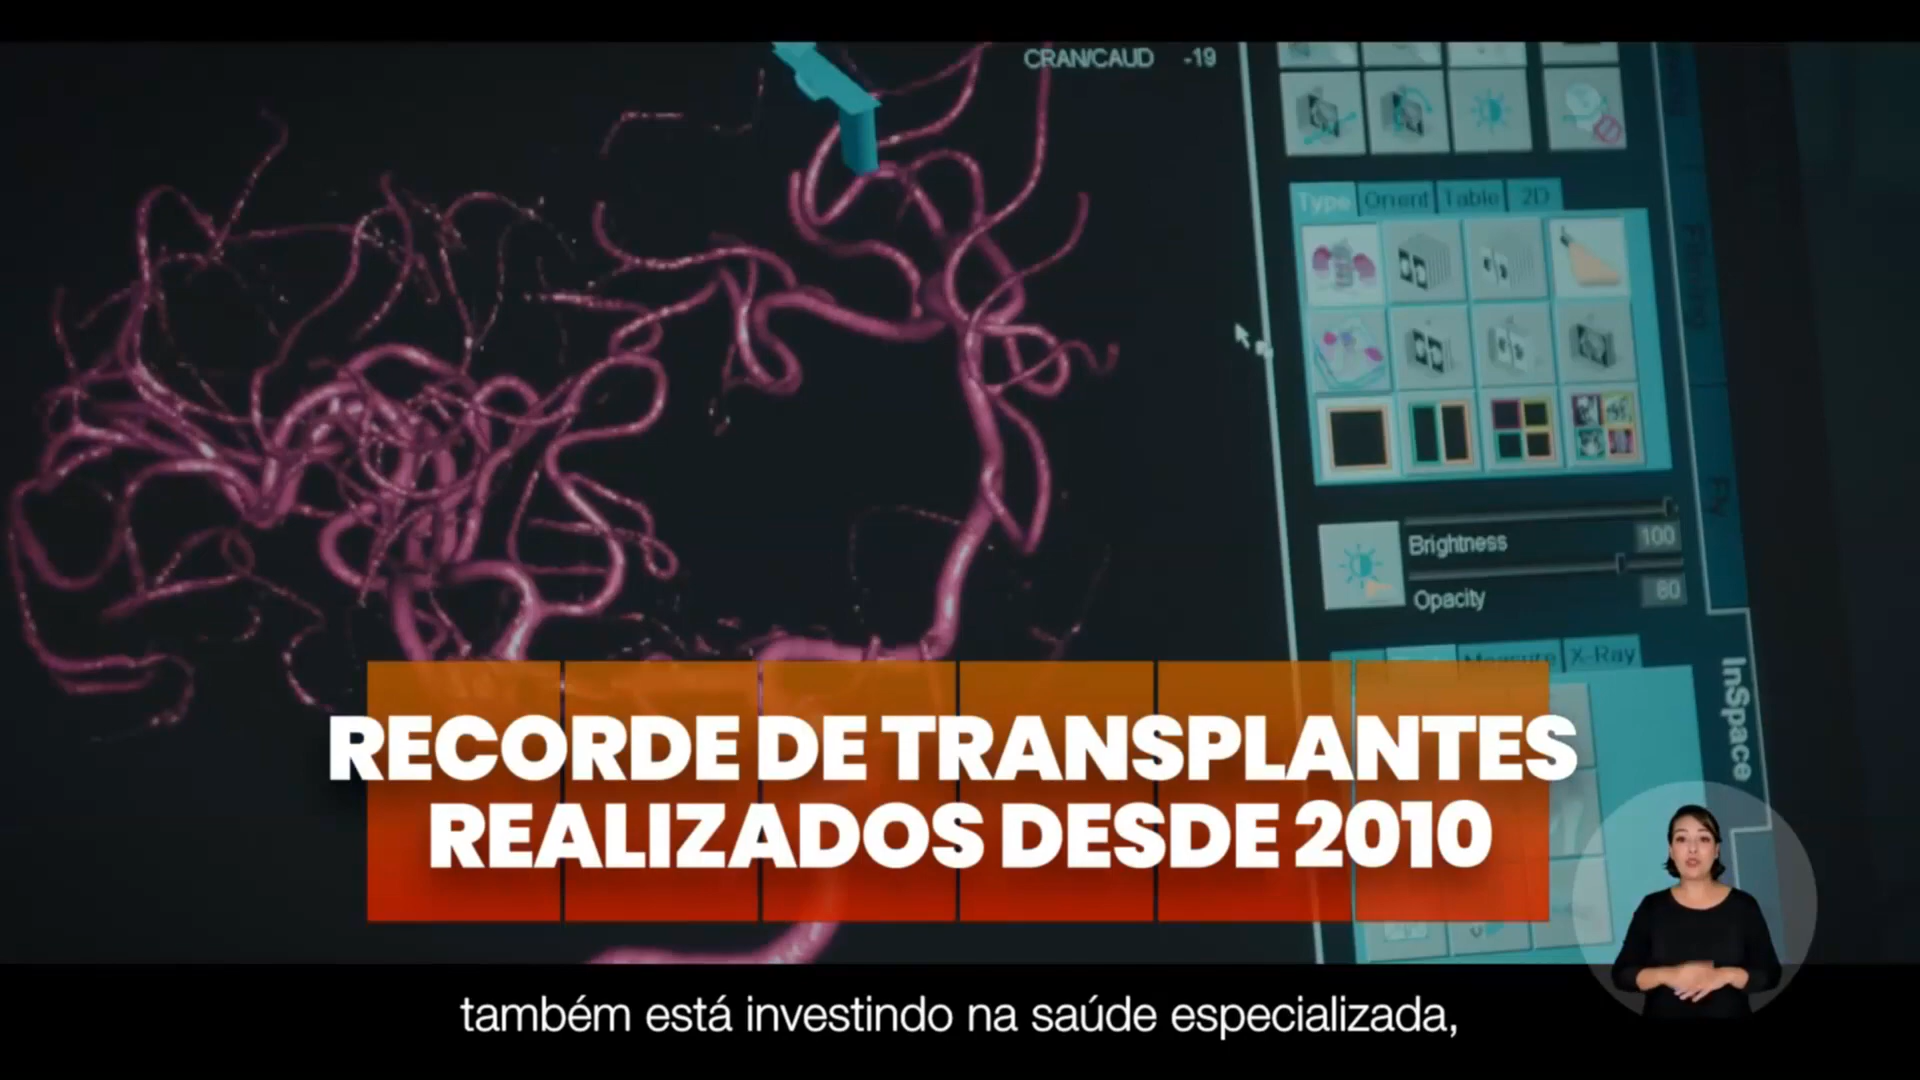 CRAN/CAUD -19
Type Orient Table 2D
Brightness 100
Opacity 80
Measure X-Ray
InSpace
RECORDE DE TRANSPLANTES
REALIZADOS DESDE 2010
também está investindo na saúde especializada,